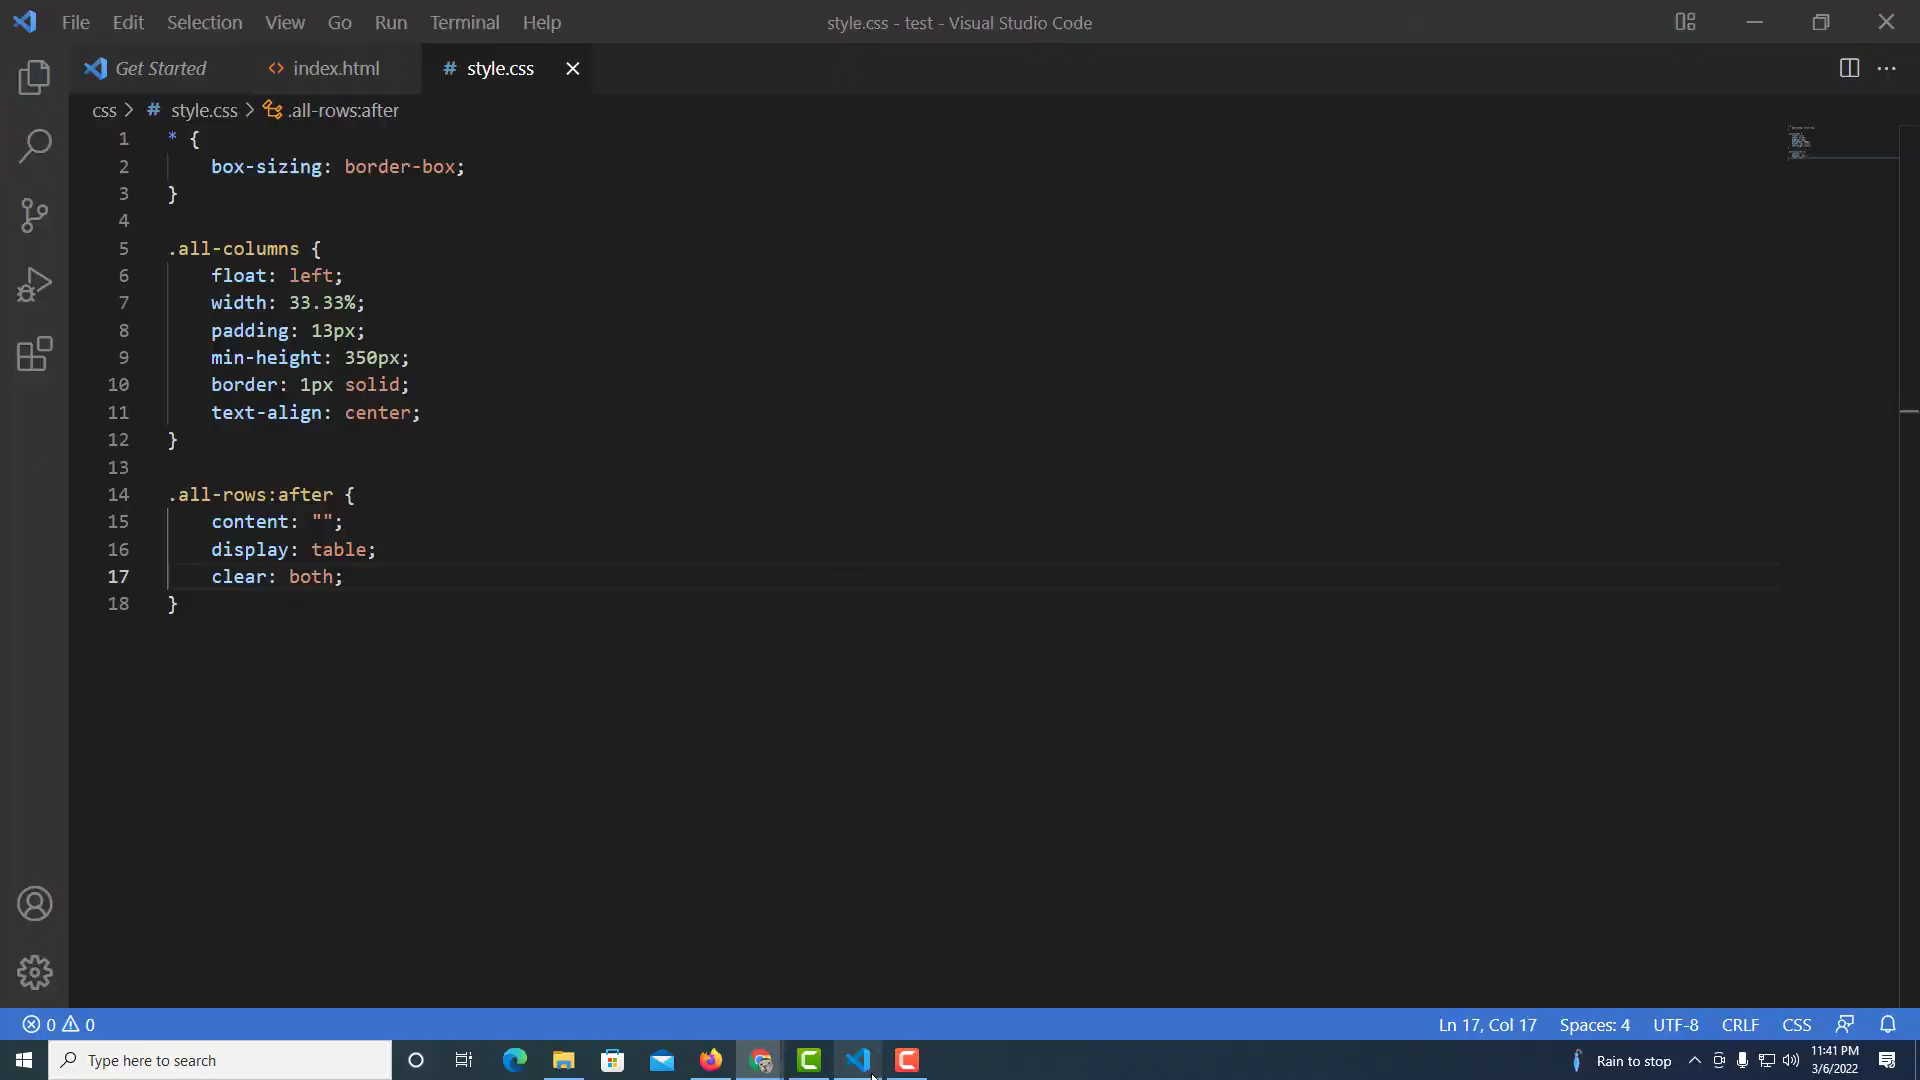 File Edit Selection View Go Run Terminal Help style.css - test - Visual Studio Code
Get Started <> index.html # style.css
css > # style.css > .all-rows:after
1 * {
2 box-sizing: border-box;
3 }
4
5 .all-columns {
6 float: left;
7 width: 33.33%;
8 padding: 13px;
9 min-height: 350px;
10 border: 1px solid;
11 text-align: center;
12 }
13
14 .all-rows:after {
15 content: "";
16 display: table;
17 clear: both;
18 }
0 0 Ln 17, Col 17 Spaces: 4 UTF-8 CRLF CSS
Type here to search Rain to stop 11:41 PM
3/6/2022